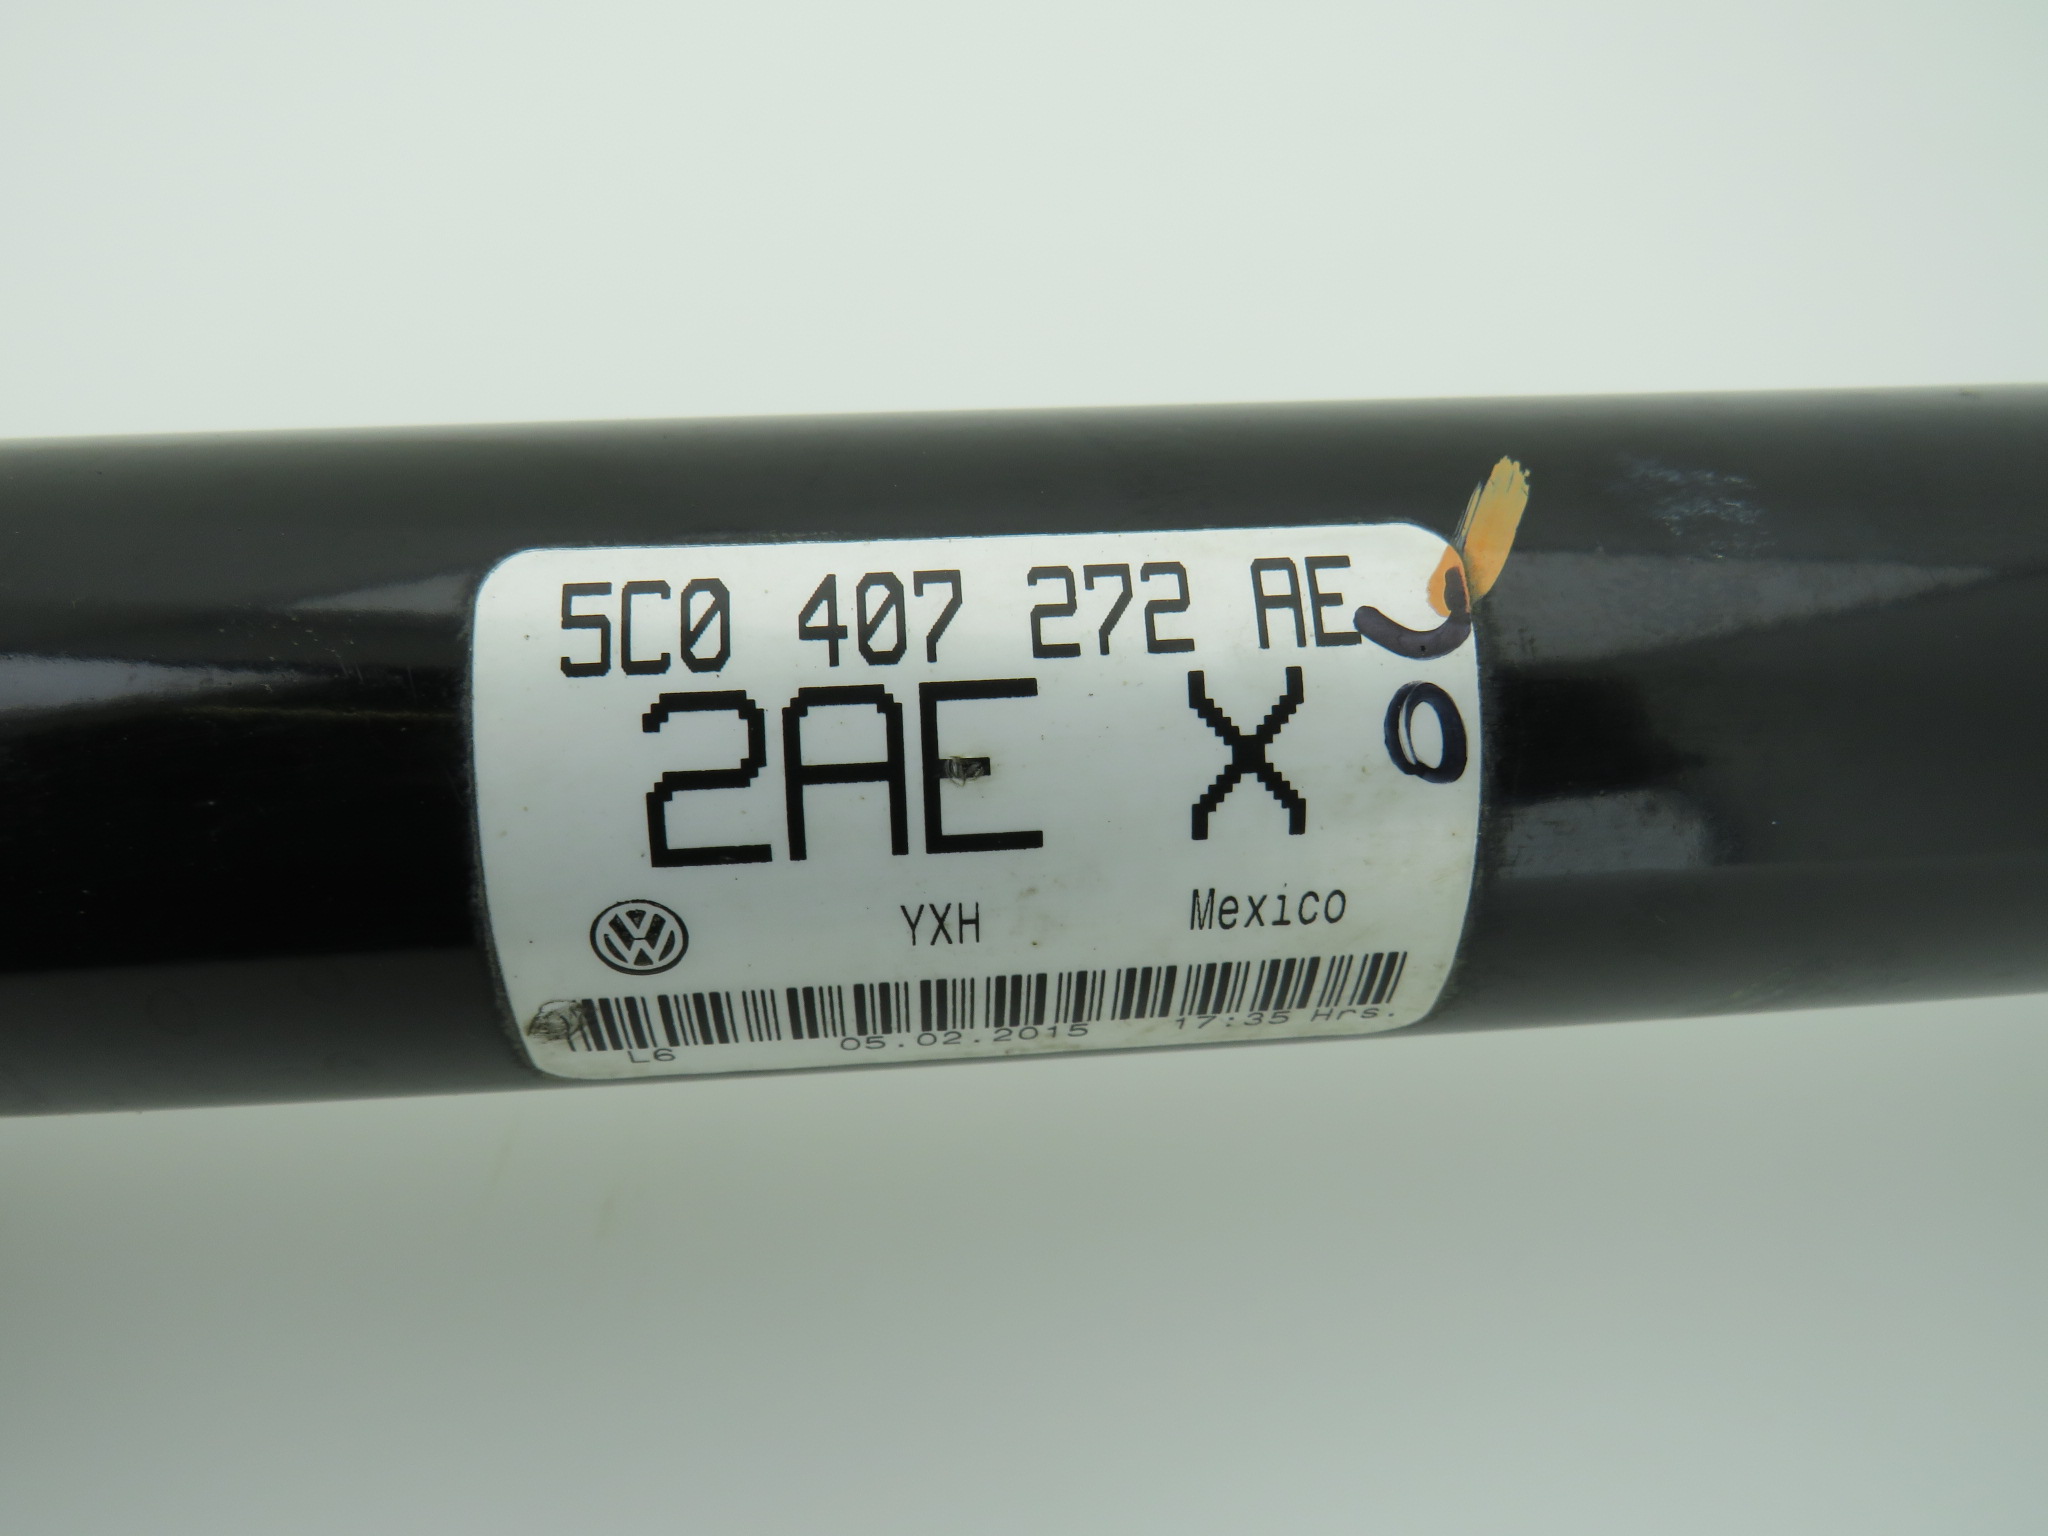 5C0 407 272 AE
2AE X
YXH Mexico
L6 05.02.2015 17:35 Hrs.